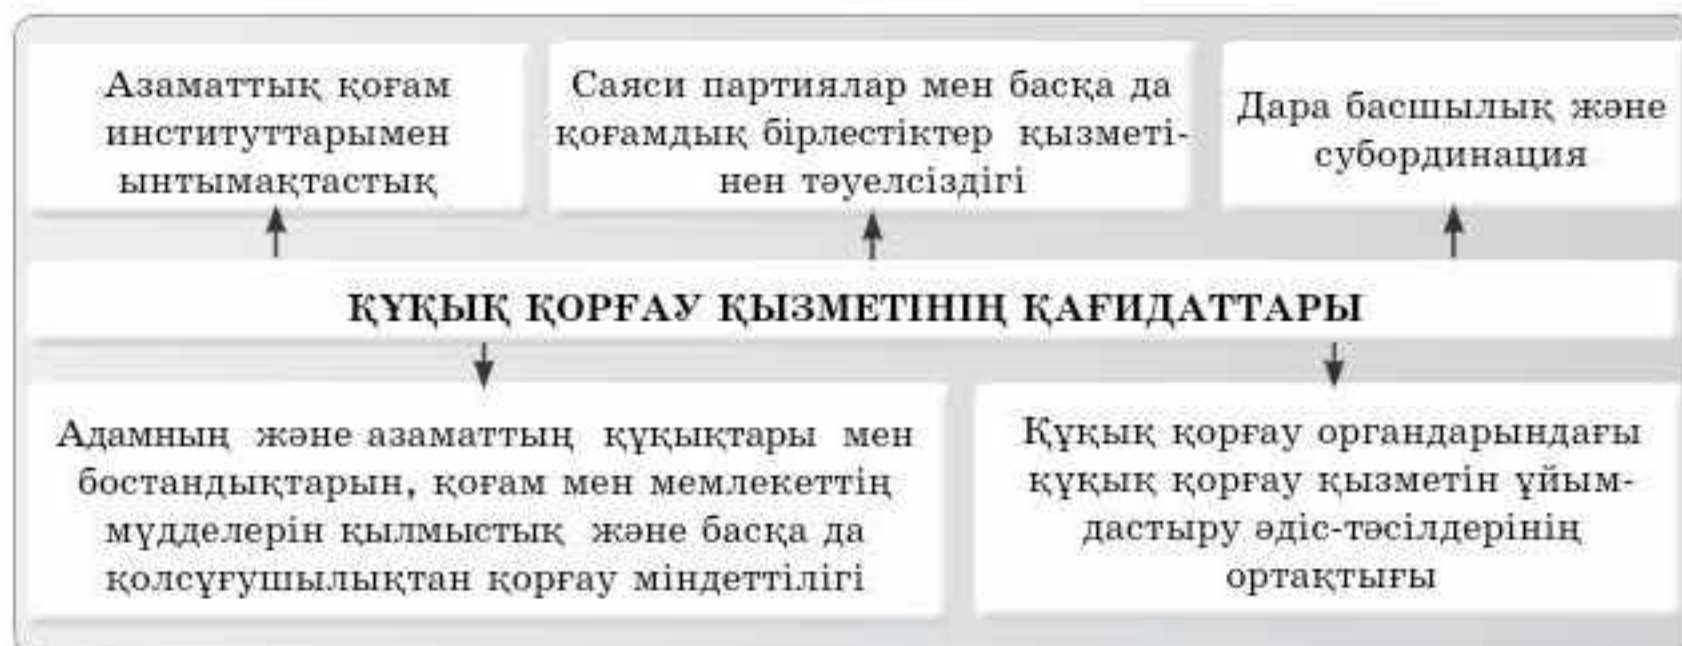 Азаматтық қоғам
институттарымен
ынтымақтастық
Саяси партиялар мен басқа да
қоғамдық бірлестіктер қызметі-
нен тәуелсіздігі
Дара басшылық және
субординация
ҚҰҚЫҚ ҚОРҒАУ ҚЫЗМЕТІНІҢ ҚАҒИДАТТАРЫ
Адамның және азаматтың құқықтары мен
бостандықтарын, қоғам мен мемлекеттің
мүдделерін қылмыстық және басқа да
қолсұғушылықтан қорғау міндеттілігі
Құқық қорғау органдарындағы
құқық қорғау қызметін ұйым-
дастыру әдіс-тәсілдерінің
ортақтығы